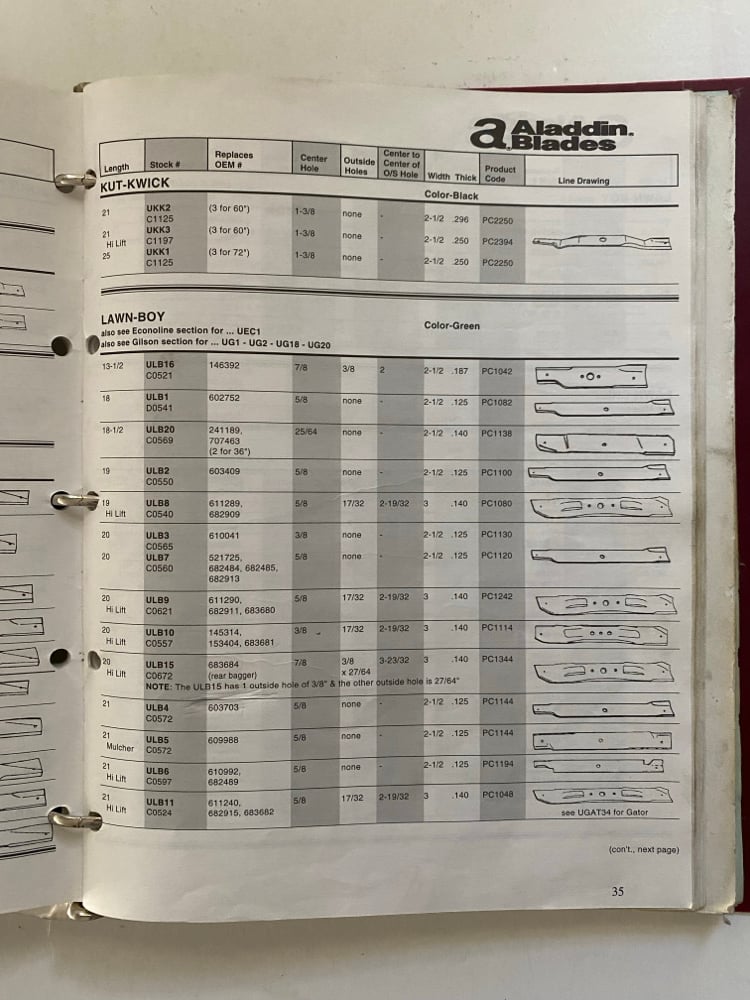 a Aladdin.
Blades
Length Stock # Replaces OEM # Center Hole Outside Holes Center to Center of O/S Hole Width Thick Product Code Line Drawing
KUT-KWICK
Color-Black
21 UKK2 (3 for 60") 1-3/8 none - 2-1/2 .296 PC2250
C1125
21 UKK3 (3 for 60") 1-3/8 none - 2-1/2 .250 PC2394
Hi Lift C1197
25 UKK1 (3 for 72") 1-3/8 none - 2-1/2 .250 PC2250
C1125
LAWN-BOY
also see Econoline section for ... UEC1
Color-Green
also see Gilson section for ... UG1 - UG2 - UG18 - UG20
13-1/2 ULB16 146392 7/8 3/8 2 2-1/2 .187 PC1042
C0521
18 ULB1 602752 5/8 none - 2-1/2 .125 PC1082
D0541
18-1/2 ULB20 241189, 25/64 none - 2-1/2 .140 PC1138
C0569 707463
(2 for 36")
19 ULB2 603409 5/8 none - 2-1/2 .125 PC1100
C0550
19 ULB8 611289, 5/8 17/32 2-19/32 3 .140 PC1080
Hi Lift C0540 682909
20 ULB3 610041 3/8 none - 2-1/2 .125 PC1130
C0565
20 ULB7 521725, 5/8 none - 2-1/2 .125 PC1120
C0560 682484, 682485,
682913
20 ULB9 611290, 5/8 17/32 2-19/32 3 .140 PC1242
Hi Lift C0621 682911, 683680
20 ULB10 145314, 3/8 17/32 2-19/32 3 .140 PC1114
Hi Lift C0557 153404, 683681
20 ULB15 683684 7/8 3/8 3-23/32 3 .140 PC1344
Hi Lift C0672 (rear bagger) x 27/64
NOTE: The ULB15 has 1 outside hole of 3/8" & the other outside hole is 27/64"
21 ULB4 603703 5/8 none - 2-1/2 .125 PC1144
C0572
21 ULB5 609988 5/8 none - 2-1/2 .125 PC1144
Mulcher C0572
21 ULB6 610992, 5/8 none - 2-1/2 .125 PC1194
Hi Lift C0597 682489
21 ULB11 611240, 5/8 17/32 2-19/32 3 .140 PC1048
Hi Lift C0524 682915, 683682
see UGAT34 for Gator
(con't., next page)
35